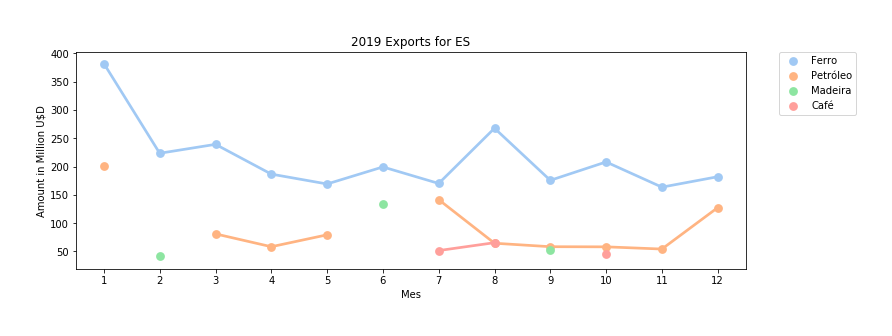 2019 Exports for ES
Amount in Million U$D
400
350
300
250
200
150
100
50
1 2 3 4 5 6 7 8 9 10 11 12
Mes
Ferro
Petróleo
Madeira
Café